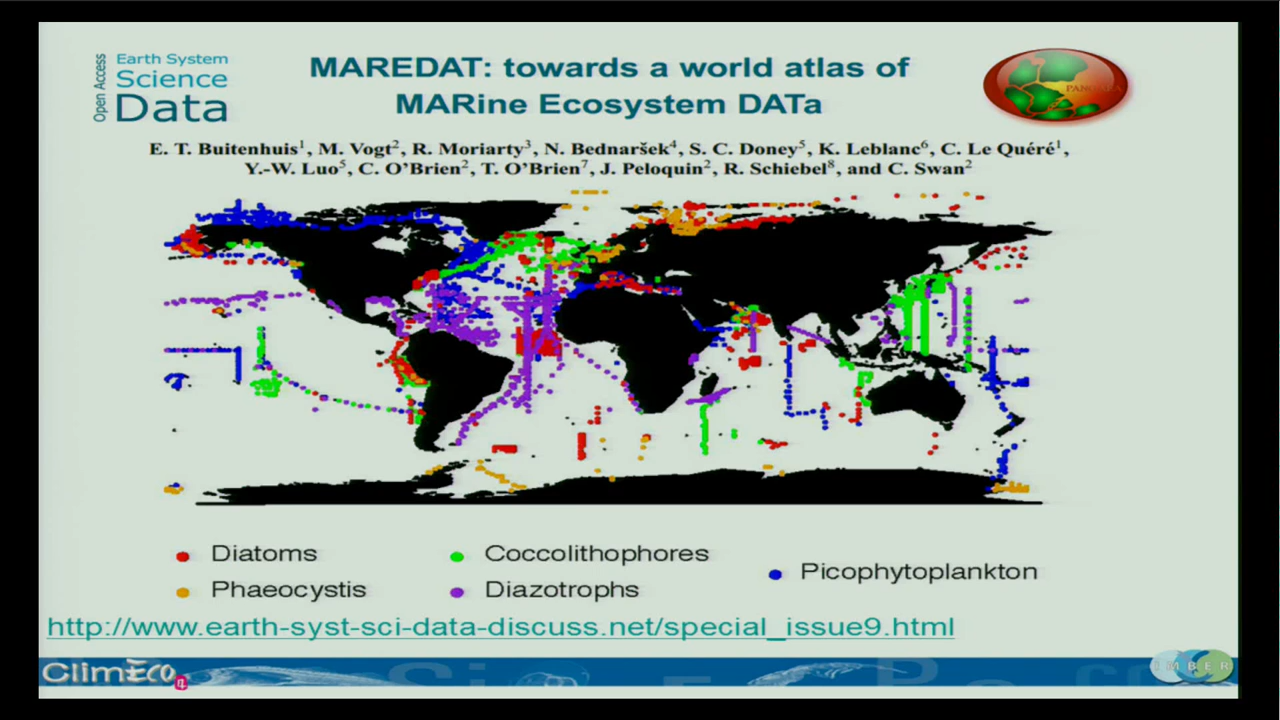 Open Access
Earth System
Science
Data
MAREDAT: towards a world atlas of
MARine Ecosystem DATa
PANGAEA
E. T. Buitenhuis¹, M. Vogt², R. Moriarty³, N. Bednaršek⁴, S. C. Doney⁵, K. Leblanc⁶, C. Le Quéré¹,
Y.-W. Luo⁵, C. O’Brien², T. O’Brien⁷, J. Peloquin², R. Schiebel⁸, and C. Swan²
Diatoms
Coccolithophores
Picophytoplankton
Phaeocystis
Diazotrophs
http://www.earth-syst-sci-data-discuss.net/special_issue9.html
ClimEco
IMBER